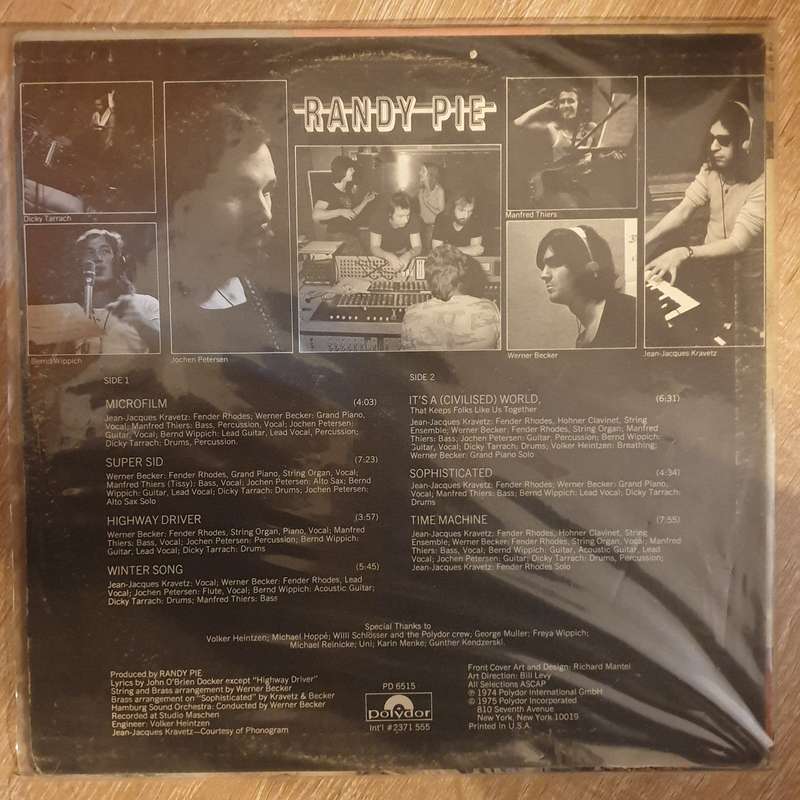 RANDY PIE
Dicky Tarrach
Bernd Wippich
Jochen Petersen
Manfred Thiers
Werner Becker
Jean-Jacques Kravetz
SIDE 1
MICROFILM (4:03)
Jean-Jacques Kravetz: Fender Rhodes; Werner Becker: Grand Piano,
Vocal; Manfred Thiers: Bass, Percussion, Vocal; Jochen Petersen:
Guitar, Vocal; Bernd Wippich: Lead Guitar, Lead Vocal, Percussion;
Dicky Tarrach: Drums, Percussion.
SUPER SID (7:23)
Werner Becker: Fender Rhodes, Grand Piano, String Organ, Vocal;
Manfred Thiers (Tissy): Bass, Vocal; Jochen Petersen: Alto Sax; Bernd
Wippich: Guitar, Lead Vocal; Dicky Tarrach: Drums; Jochen Petersen:
Alto Sax Solo
HIGHWAY DRIVER (3:57)
Werner Becker: Fender Rhodes, String Organ, Piano, Vocal; Manfred
Thiers: Bass, Vocal; Jochen Petersen: Percussion; Bernd Wippich:
Guitar, Lead Vocal; Dicky Tarrach: Drums
WINTER SONG (5:45)
Jean-Jacques Kravetz: Vocal; Werner Becker: Fender Rhodes, Lead
Vocal; Jochen Petersen: Flute, Vocal; Bernd Wippich: Acoustic Guitar;
Dicky Tarrach: Drums; Manfred Thiers: Bass
SIDE 2
IT'S A (CIVILISED) WORLD, (6:31)
That Keeps Folks Like Us Together
Jean-Jacques Kravetz: Fender Rhodes, Hohner Clavinet, String
Ensemble; Werner Becker: Fender Rhodes, String Organ; Manfred
Thiers: Bass; Jochen Petersen: Guitar, Percussion; Bernd Wippich:
Guitar, Vocal; Dicky Tarrach: Drums; Volker Heintzen: Breathing;
Werner Becker: Grand Piano Solo
SOPHISTICATED (4:34)
Jean-Jacques Kravetz: Fender Rhodes; Werner Becker: Grand Piano,
Vocal; Manfred Thiers: Bass; Bernd Wippich: Lead Vocal; Dicky Tarrach:
Drums
TIME MACHINE (7:55)
Jean-Jacques Kravetz: Fender Rhodes, Hohner Clavinet, String
Ensemble; Werner Becker: Fender Rhodes, String Organ, Vocal; Manfred
Thiers: Bass, Vocal; Bernd Wippich: Guitar, Acoustic Guitar, Lead
Vocal; Jochen Petersen: Guitar; Dicky Tarrach: Drums, Percussion;
Jean-Jacques Kravetz: Fender Rhodes Solo
Special Thanks to
Volker Heintzen; Michael Hoppé; Willi Schlösser and the Polydor crew; George Muller; Freya Wippich;
Michael Reinicke; Uni; Karin Menke; Gunther Kendzerski.
Produced by RANDY PIE
Lyrics by John O'Brien Docker except "Highway Driver"
String and Brass arrangement by Werner Becker
Brass arrangement on "Sophisticated" by Kravetz & Becker
Hamburg Sound Orchestra: Conducted by Werner Becker
Recorded at Studio Maschen
Engineer: Volker Heintzen
Jean-Jacques Kravetz—Courtesy of Phonogram
PD 6515
polydor
Int'l #2371 555
Front Cover Art and Design: Richard Mantel
Art Direction: Bill Levy
All Selections ASCAP
℗ 1974 Polydor International GmbH
© 1975 Polydor Incorporated
810 Seventh Avenue
New York, New York 10019
Printed in U.S.A.